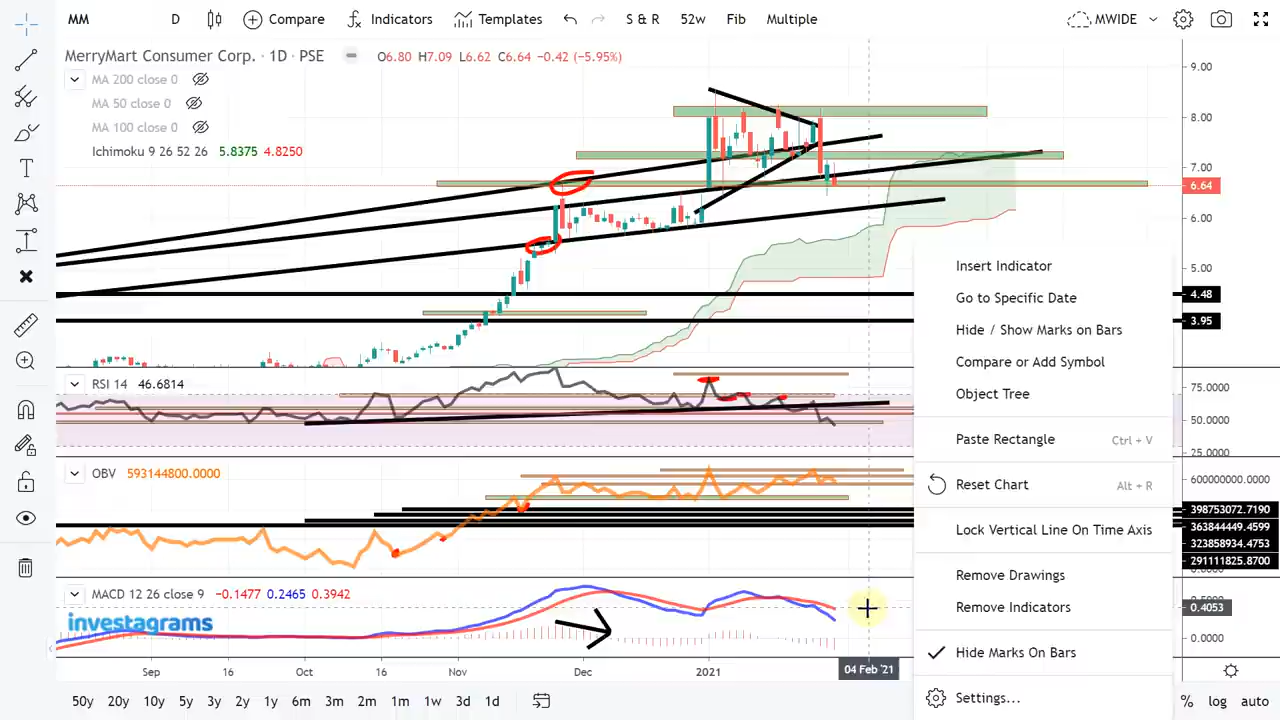 MM D Compare Indicators Templates S & R 52w Fib Multiple MWIDE
MerryMart Consumer Corp. · 1D · PSE O6.80 H7.09 L6.62 C6.64 −0.42 (−5.95%)
MA 200 close 0
MA 50 close 0
MA 100 close 0
Ichimoku 9 26 52 26 5.8375 4.8250
9.00
8.00
7.00
6.64
6.00
5.00
4.48
3.95
RSI 14 46.6814
75.0000
50.0000
25.0000
OBV 593144800.0000
600000000.0000
398753072.7190
363844449.4599
323858934.4753
291111825.8700
MACD 12 26 close 9 −0.1477 0.2465 0.3942
investagrams
0.4053
0.0000
Sep 16 Oct 16 Nov Dec 2021 04 Feb '21
Insert Indicator
Go to Specific Date
Hide / Show Marks on Bars
Compare or Add Symbol
Object Tree
Paste Rectangle Ctrl + V
Reset Chart Alt + R
Lock Vertical Line On Time Axis
Remove Drawings
Remove Indicators
Hide Marks On Bars
Settings...
50y 20y 10y 5y 3y 2y 1y 6m 3m 2m 1m 1w 3d 1d % log auto